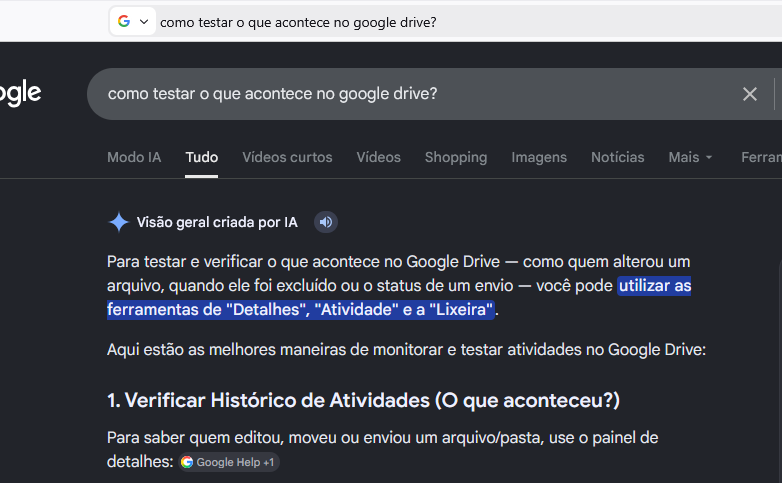 como testar o que acontece no google drive?
ogle
como testar o que acontece no google drive?
Modo IA Tudo Vídeos curtos Vídeos Shopping Imagens Notícias Mais Ferram
Visão geral criada por IA
Para testar e verificar o que acontece no Google Drive — como quem alterou um
arquivo, quando ele foi excluído ou o status de um envio — você pode utilizar as
ferramentas de "Detalhes", "Atividade" e a "Lixeira".
Aqui estão as melhores maneiras de monitorar e testar atividades no Google Drive:
1. Verificar Histórico de Atividades (O que aconteceu?)
Para saber quem editou, moveu ou enviou um arquivo/pasta, use o painel de
detalhes: Google Help +1